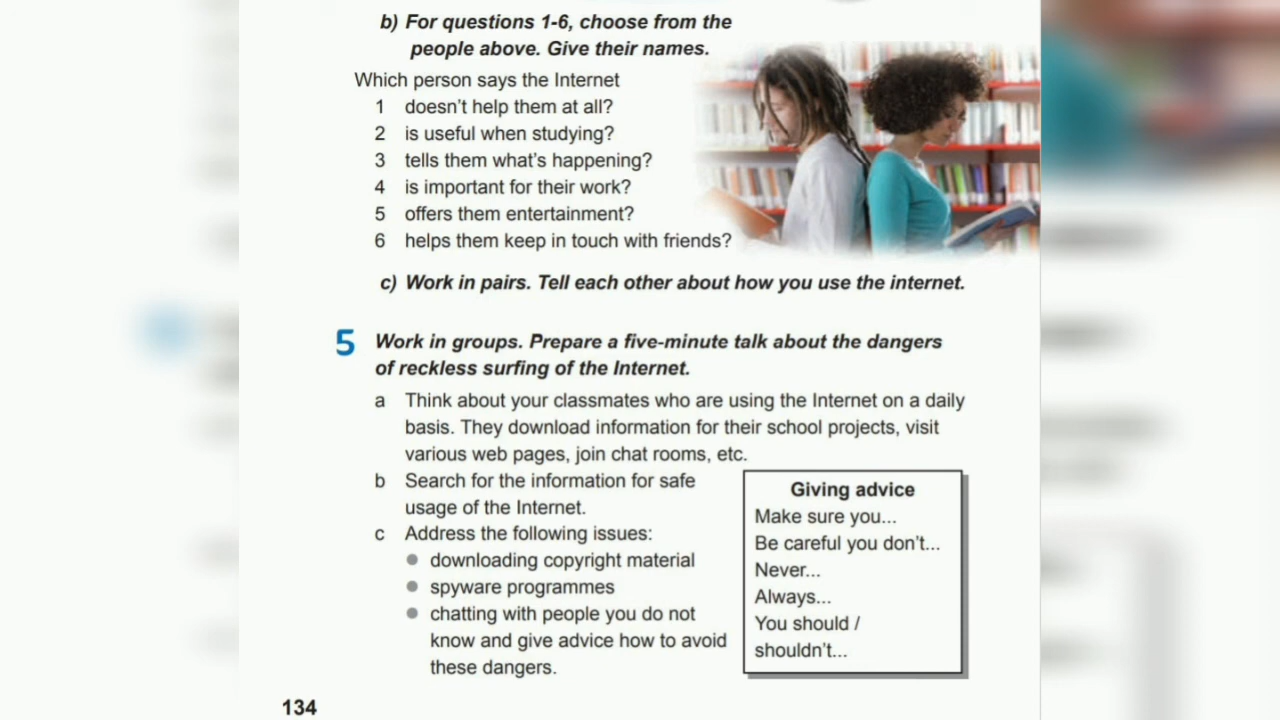 b) For questions 1-6, choose from the
people above. Give their names.
Which person says the Internet
1 doesn't help them at all?
2 is useful when studying?
3 tells them what's happening?
4 is important for their work?
5 offers them entertainment?
6 helps them keep in touch with friends?
c) Work in pairs. Tell each other about how you use the internet.
5 Work in groups. Prepare a five-minute talk about the dangers
of reckless surfing of the Internet.
a Think about your classmates who are using the Internet on a daily
basis. They download information for their school projects, visit
various web pages, join chat rooms, etc.
b Search for the information for safe
usage of the Internet.
c Address the following issues:
● downloading copyright material
● spyware programmes
● chatting with people you do not
know and give advice how to avoid
these dangers.
Giving advice
Make sure you...
Be careful you don't...
Never...
Always...
You should /
shouldn't...
134